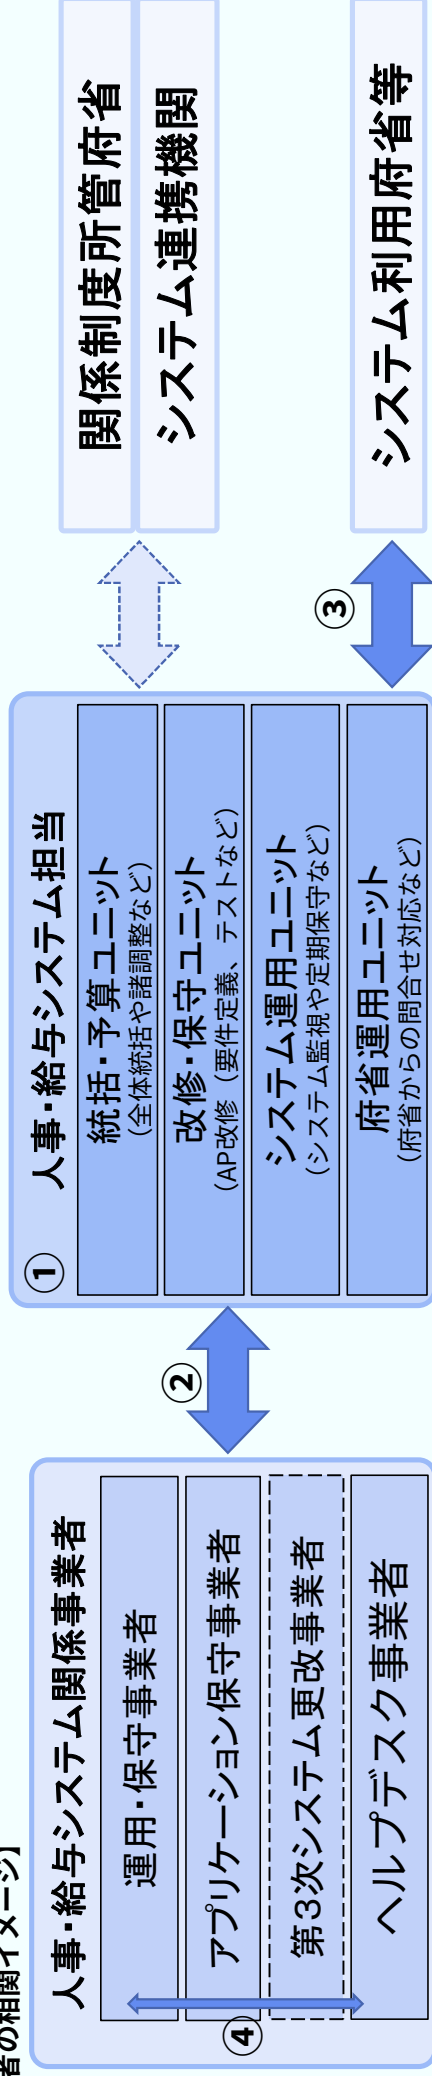 者の相関イメージ】
人事・給与システム関係事業者
運用・保守事業者
アプリケーション保守事業者
第3次システム更改事業者
ヘルプデスク事業者
④
②
①
人事・給与システム担当
統括・予算ユニット
(全体統括や諸調整など)
改修・保守ユニット
(AP改修(要件定義、テストなど)
システム運用ユニット
(システム監視や定期保守など)
府省運用ユニット
(府省からの問合せ対応など)
③
関係制度所管府省
システム連携機関
システム利用府省等